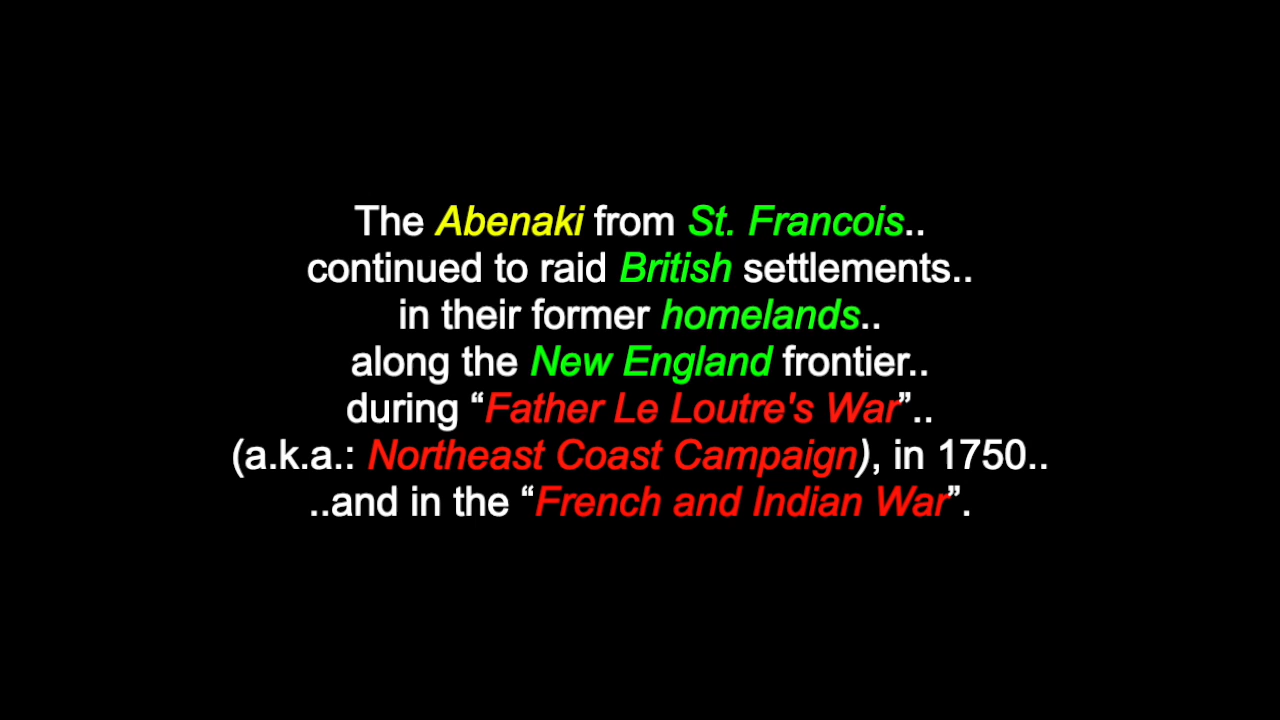 The Abenaki from St. Francois..
continued to raid British settlements..
in their former homelands..
along the New England frontier..
during “Father Le Loutre's War”..
(a.k.a.: Northeast Coast Campaign), in 1750..
..and in the “French and Indian War”.